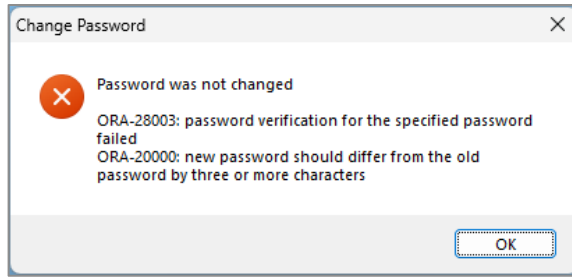 Change Password
Password was not changed
ORA-28003: password verification for the specified password
failed
ORA-20000: new password should differ from the old
password by three or more characters
OK